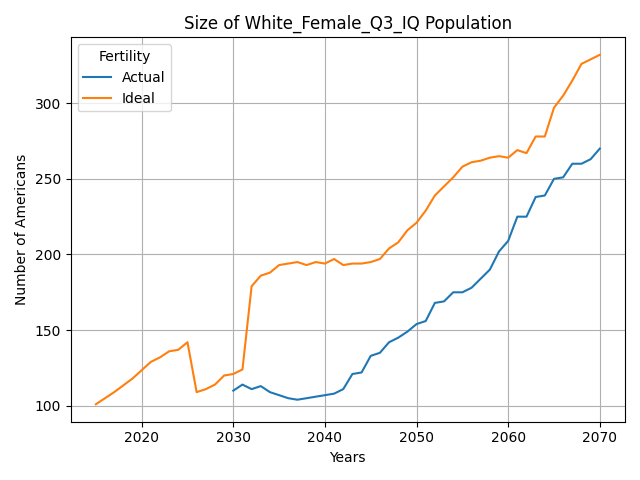 Size of White_Female_Q3_IQ Population
Fertility
Actual
Ideal
Number of Americans
300
250
200
150
100
2020 2030 2040 2050 2060 2070
Years